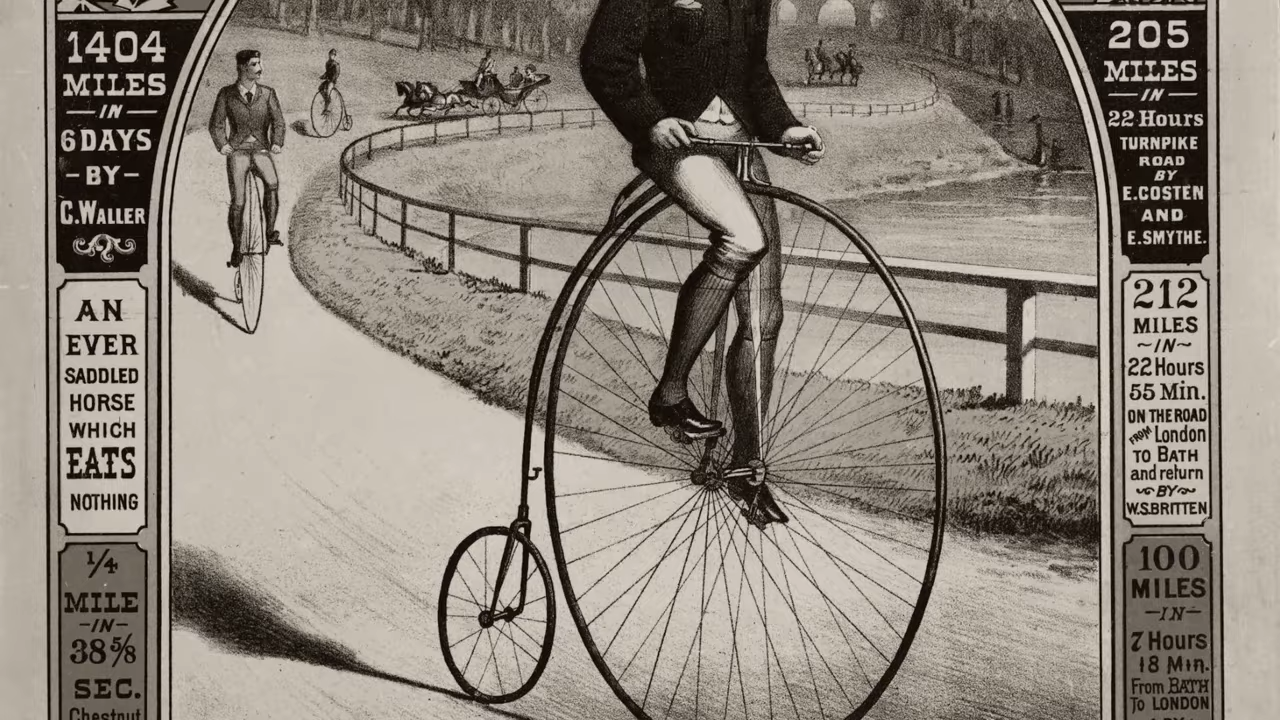 1404
MILES
IN
6 DAYS
-BY-
C. WALLER
AN
EVER
SADDLED
HORSE
WHICH
EATS
NOTHING
1/4
MILE
-IN-
38 5/8
SEC.
Chestnut
205
MILES
-IN-
22 Hours
TURNPIKE
ROAD
BY
E. COSTEN
AND
E. SMYTHE.
212
MILES
~IN~
22 Hours
55 Min.
ON THE ROAD
FROM London
TO BATH
and return
BY
W.S. BRITTEN
100
MILES
-IN-
7 Hours
18 Min.
From BATH
To LONDON